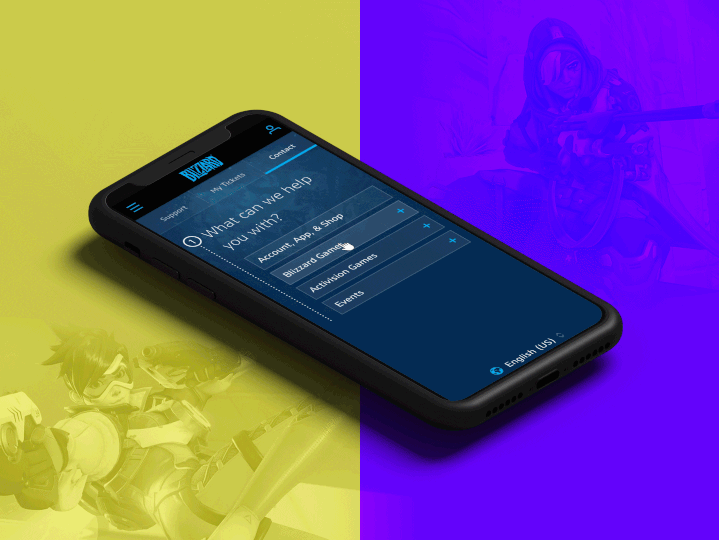 BLIZZARD
Support
My Tickets
Contact
1
What can we help
you with?
Account, App, & Shop
Blizzard Games
Activision Games
Events
English (US)